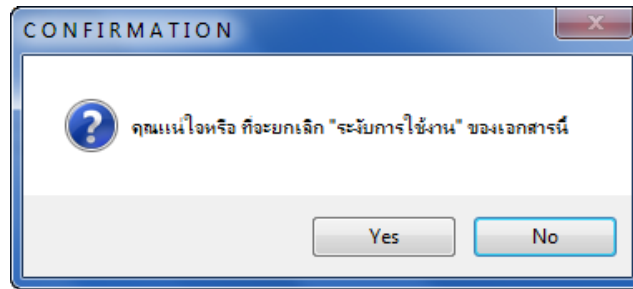 CONFIRMATION
คุณแน่ใจหรือ ที่จะยกเลิก "ระงับการใช้งาน" ของเอกสารนี้
Yes No